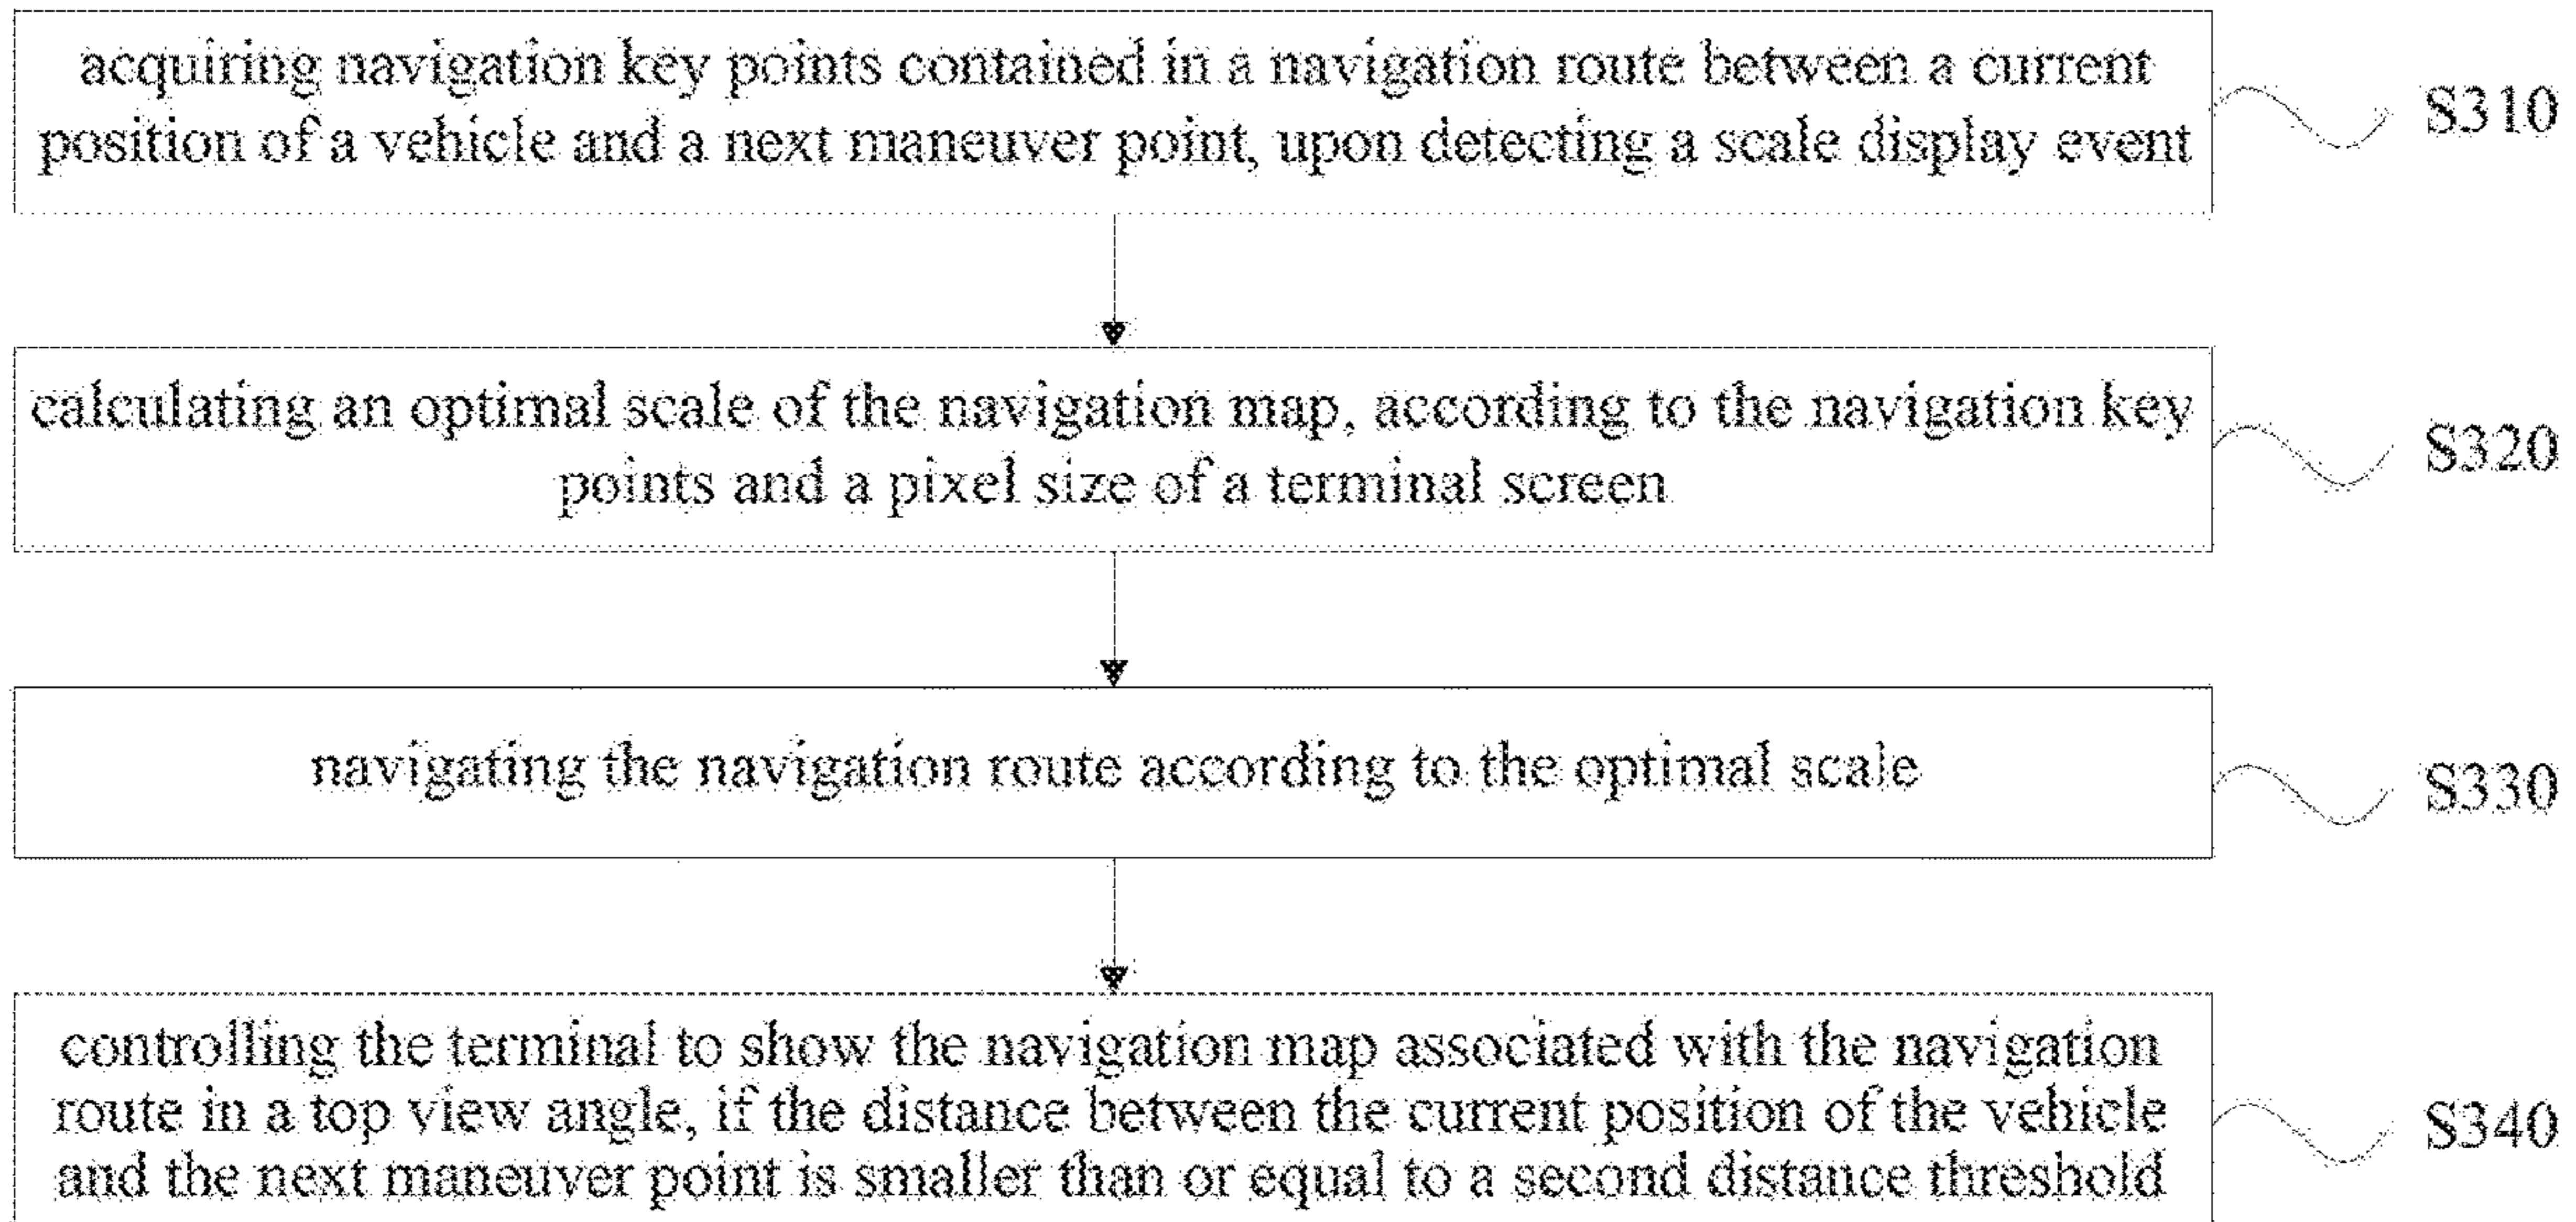 acquiring navigation key points contained in a navigation route between a current
position of a vehicle and a next maneuver point, upon detecting a scale display event
S310
calculating an optimal scale of the navigation map, according to the navigation key
points and a pixel size of a terminal screen
S320
navigating the navigation route according to the optimal scale
S330
controlling the terminal to show the navigation map associated with the navigation
route in a top view angle, if the distance between the current position of the vehicle
and the next maneuver point is smaller than or equal to a second distance threshold
S340